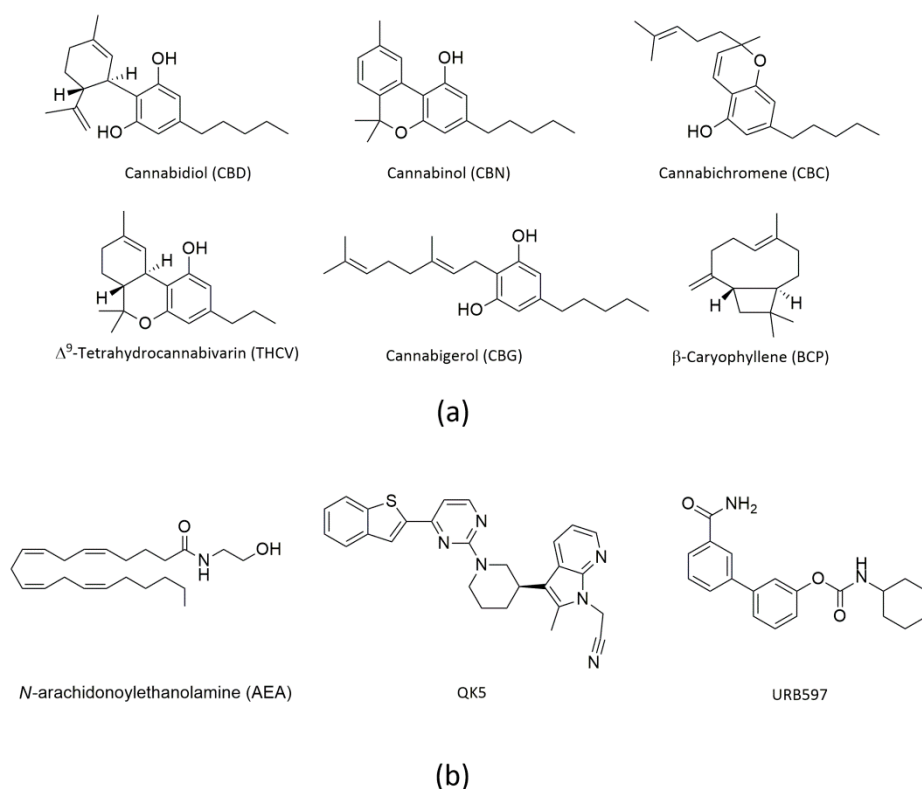 H
H
HO
OH
Cannabidiol (CBD)
OH
O
Cannabinol (CBN)
O
HO
Cannabichromene (CBC)
H
H
OH
O
Δ9-Tetrahydrocannabivarin (THCV)
OH
HO
Cannabigerol (CBG)
H
H
β-Caryophyllene (BCP)
(a)
O
N
H
OH
N-arachidonoylethanolamine (AEA)
S
N
N
N
N
N
N
QK5
O
NH2
O
O
H
N
URB597
(b)